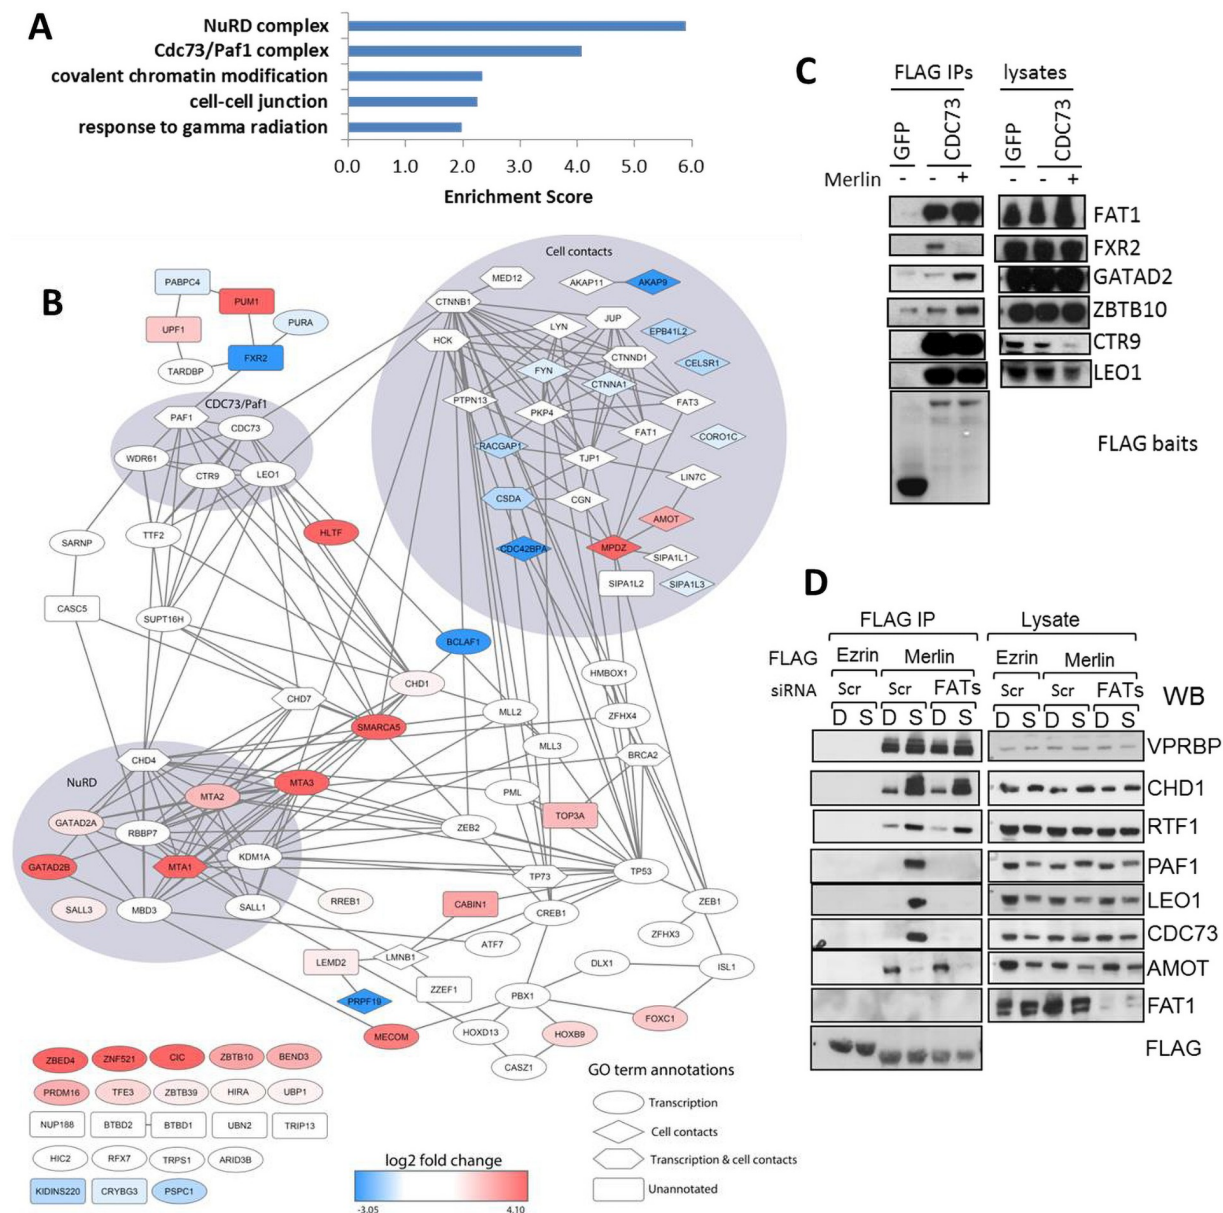 A
NuRD complex
Cdc73/Paf1 complex
covalent chromatin modification
cell-cell junction
response to gamma radiation
0.0 1.0 2.0 3.0 4.0 5.0 6.0
Enrichment Score
B
Cell contacts
MED12
AKAP11
AKAP9
CTNNB1
LYN
JUP
EPB41L2
HCK
FYN
CTNND1
CELSR1
CTNNA1
PTPN13
PKP4
FAT3
FAT1
CORO1C
RACGAP1
TJP1
LIN7C
CSDA
CGN
AMOT
CDC42BPA
MPDZ
SIPA1L1
SIPA1L2
SIPA1L3
PABPC4
PUM1
PURA
UPF1
FXR2
TARDBP
CDC73/Paf1
PAF1
CDC73
WDR61
CTR9
LEO1
SARNP
TTF2
HLTF
CASC5
SUPT16H
BCLAF1
CHD1
CHD7
HMBOX1
MLL2
ZFHX4
SMARCA5
MLL3
BRCA2
NuRD
CHD4
MTA3
MTA2
PML
GATAD2A
RBBP7
TOP3A
ZEB2
KDM1A
GATAD2B
MTA1
TP73
TP53
SALL3
MBD3
SALL1
RREB1
CABIN1
CREB1
ZEB1
ATF7
ZFHX3
LEMD2
LMNB1
DLX1
ISL1
ZZEF1
PRPF19
PBX1
FOXC1
MECOM
HOXD13
HOXB9
CASZ1
ZBED4 ZNF521 CIC ZBTB10 BEND3
PRDM16 TFE3 ZBTB39 HIRA UBP1
NUP188 BTBD2 BTBD1 UBN2 TRIP13
HIC2 RFX7 TRPS1 ARID3B
KIDINS220 CRYBG3 PSPC1
log2 fold change
-3.05 4.10
GO term annotations
Transcription
Cell contacts
Transcription & cell contacts
Unannotated
C
FLAG IPs lysates
GFP CDC73 GFP CDC73
Merlin - - + - - +
FAT1
FXR2
GATAD2
ZBTB10
CTR9
LEO1
FLAG baits
D
FLAG IP Lysate
FLAG Ezrin Merlin Ezrin Merlin
siRNA Scr Scr FATs Scr Scr FATs WB
D S D S D S D S D S D S
VPRBP
CHD1
RTF1
PAF1
LEO1
CDC73
AMOT
FAT1
FLAG